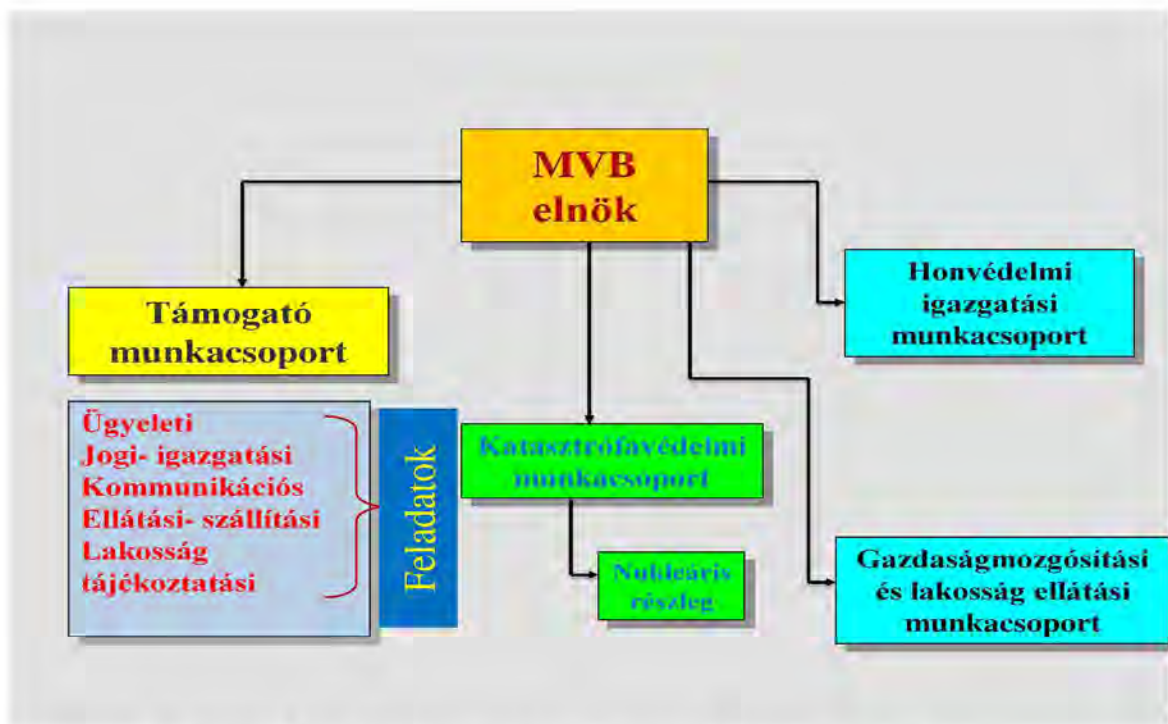 MVB
elnök
Támogató
munkacsoport
Honvédelmi
igazgatási
munkacsoport
Ügyeleti
Jogi- igazgatási
Kommunikációs
Ellátási- szállítási
Lakosság
tájékoztatási
Feladatok
Katasztrófavédelmi
munkacsoport
Nukleáris
részleg
Gazdaságmozgósítási
és lakosság ellátási
munkacsoport